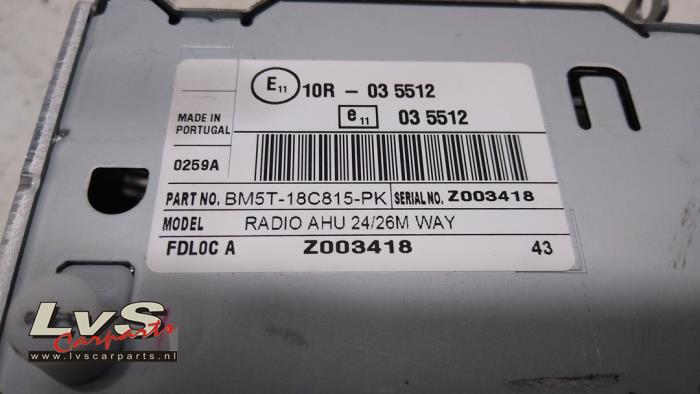 E11 10R - 03 5512
e11 03 5512
MADE IN
PORTUGAL
0259A
PART NO. BM5T-18C815-PK SERIAL NO. Z003418
MODEL RADIO AHU 24/26M WAY
FDL0C A Z003418 43
LvS
Carparts
www.lvscarparts.nl